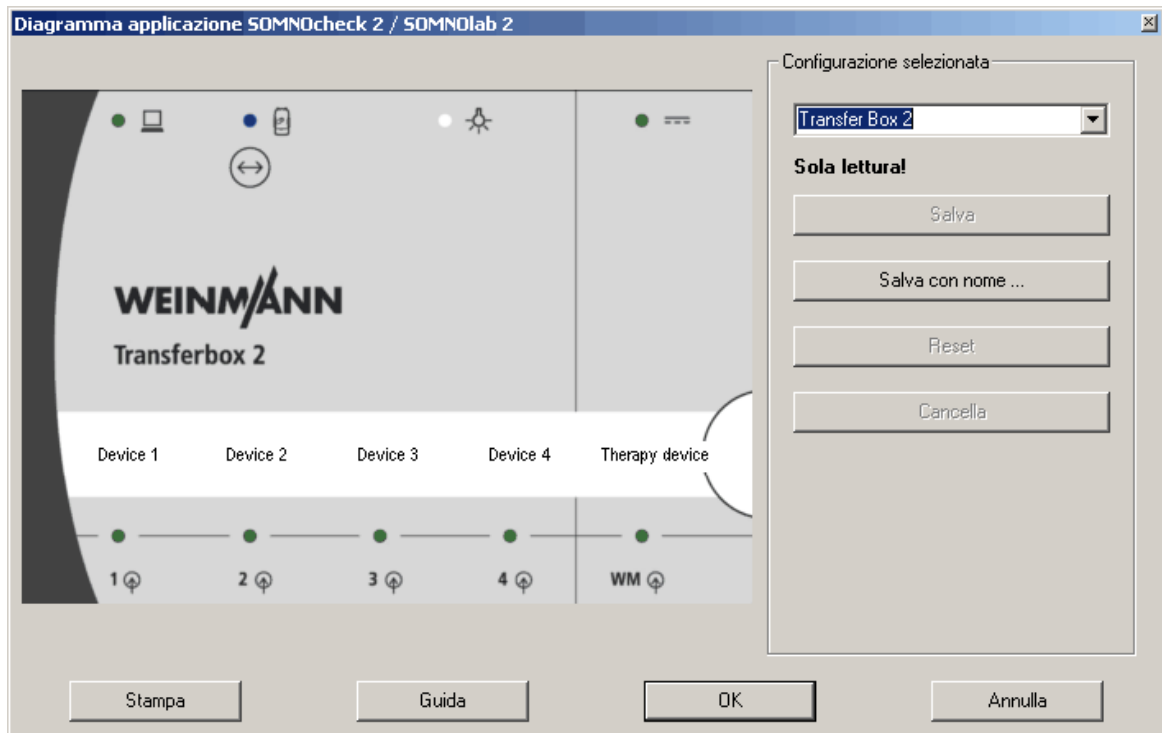 Diagramma applicazione SOMNOcheck 2 / SOMNOlab 2
Configurazione selezionata
Transfer Box 2
Sola lettura!
Salva
Salva con nome ...
Reset
Cancella
WEINMANN
Transferbox 2
Device 1 Device 2 Device 3 Device 4 Therapy device
1 2 3 4 WM
Stampa Guida OK Annulla